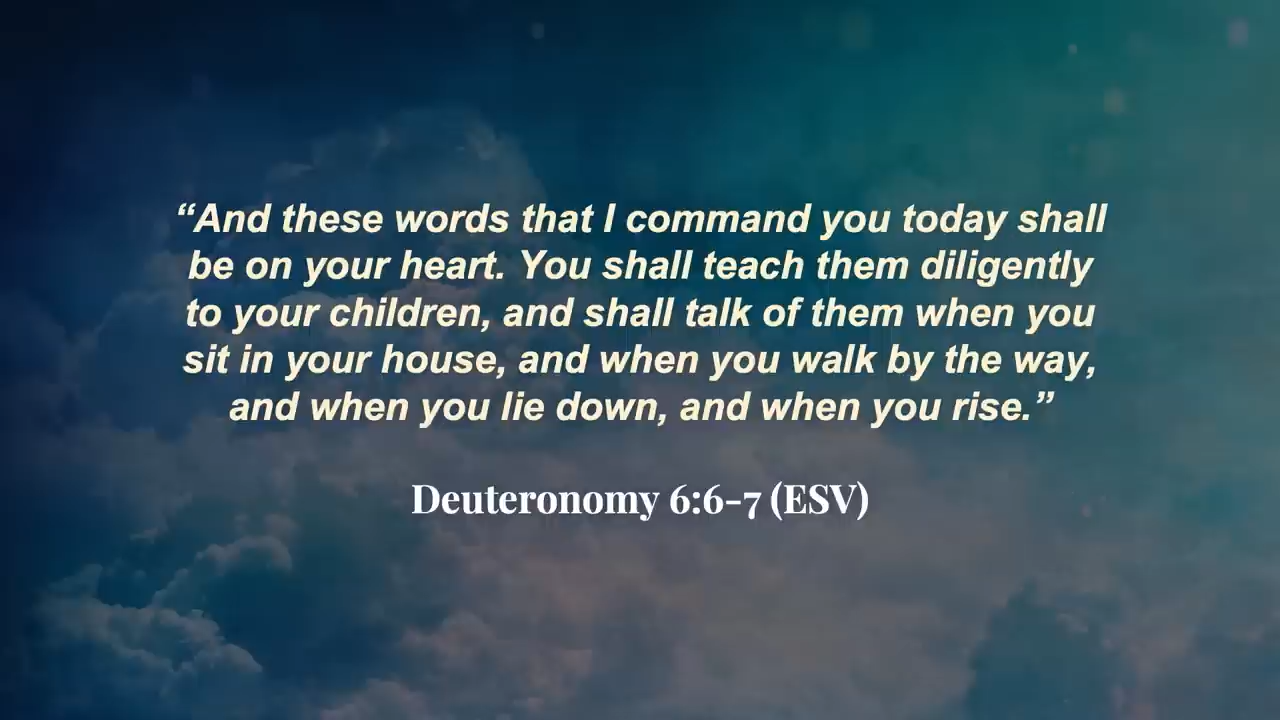 “And these words that I command you today shall
be on your heart. You shall teach them diligently
to your children, and shall talk of them when you
sit in your house, and when you walk by the way,
and when you lie down, and when you rise.”
Deuteronomy 6:6-7 (ESV)